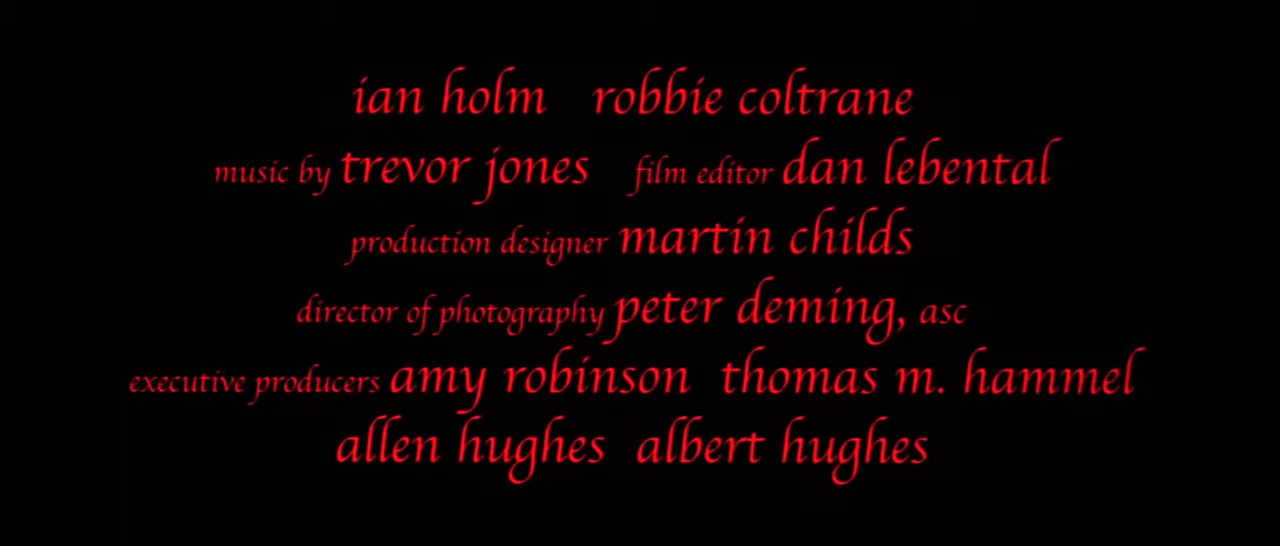 ian holm robbie coltrane
music by trevor jones film editor dan lebental
production designer martin childs
director of photography peter deming, asc
executive producers amy robinson thomas m. hammel
allen hughes albert hughes